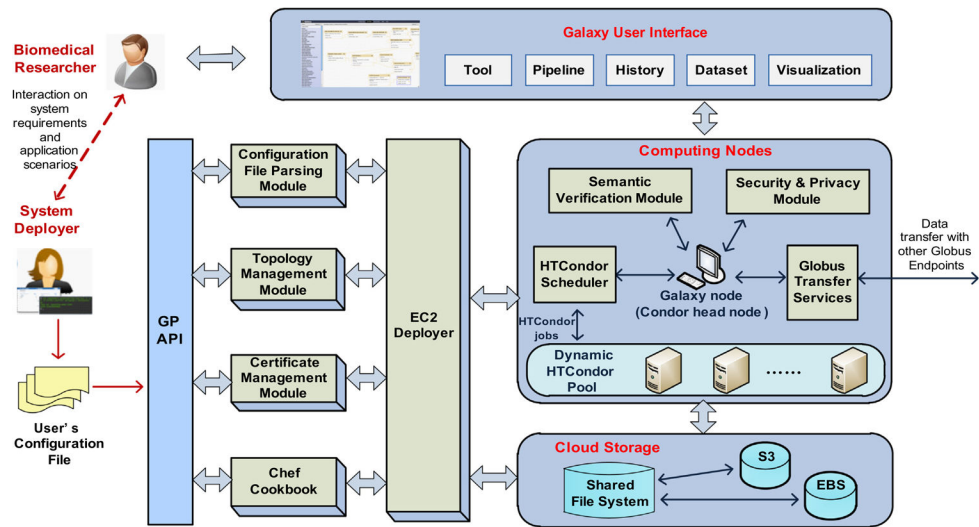 Biomedical
Researcher
Interaction on
system
requirements
and
application
scenarios
System
Deployer
User's
Configuration
File
GP
API
Configuration
File Parsing
Module
Topology
Management
Module
Certificate
Management
Module
Chef
Cookbook
EC2
Deployer
Galaxy User Interface
Tool
Pipeline
History
Dataset
Visualization
Computing Nodes
Semantic
Verification Module
Security & Privacy
Module
HTCondor
Scheduler
Galaxy node
(Condor head node )
Globus
Transfer
Services
Data
transfer with
other Globus
Endpoints
HTCondor
jobs
Dynamic
HTCondor
Pool
......
Cloud Storage
Shared
File System
S3
EBS